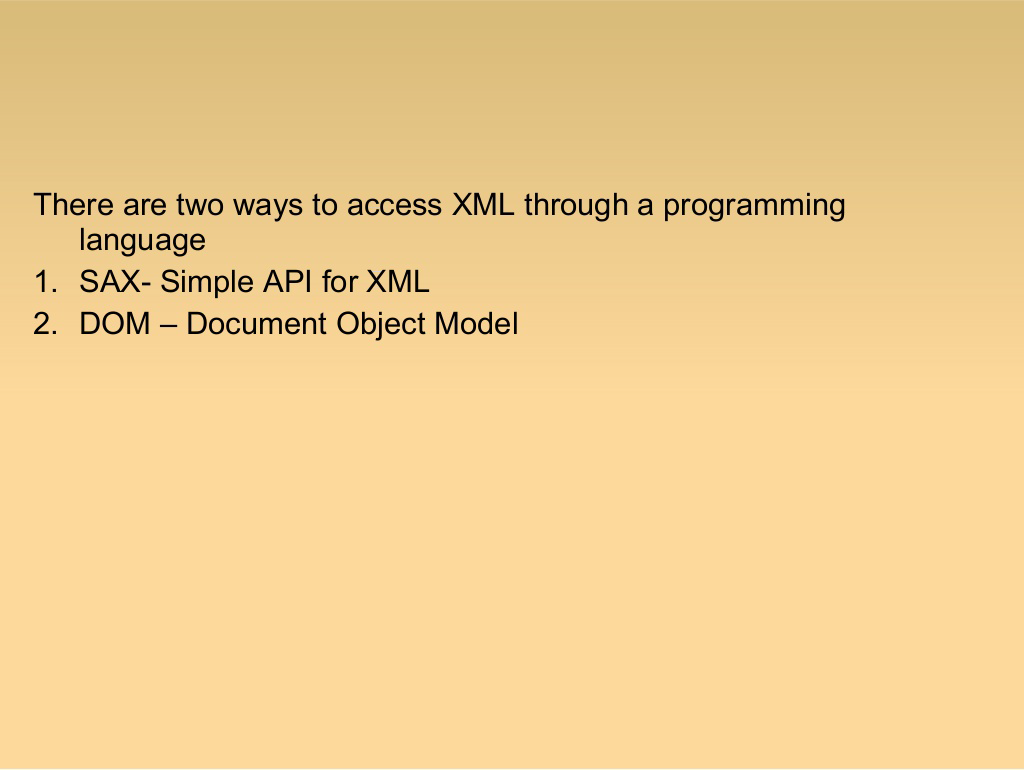 There are two ways to access XML through a programming
language
1. SAX- Simple API for XML
2. DOM – Document Object Model